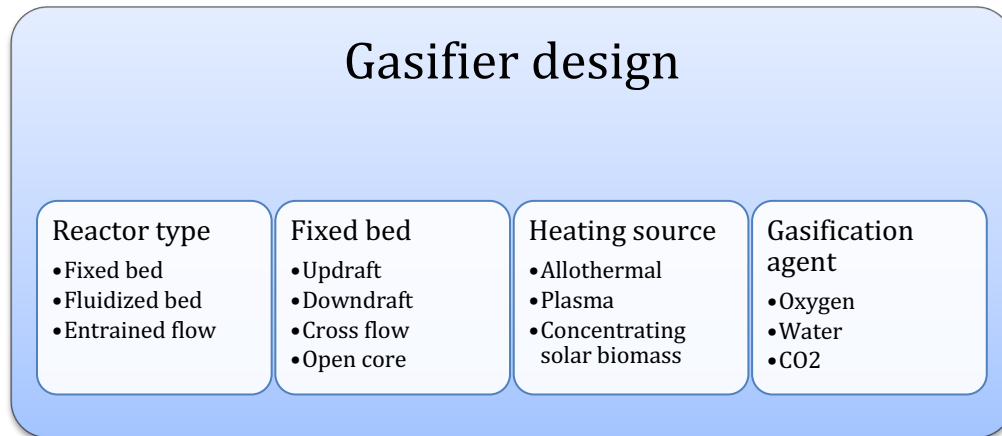 Gasifier design
Reactor type
•Fixed bed
•Fluidized bed
•Entrained flow
Fixed bed
•Updraft
•Downdraft
•Cross flow
•Open core
Heating source
•Allothermal
•Plasma
•Concentrating
solar biomass
Gasification
agent
•Oxygen
•Water
•CO2